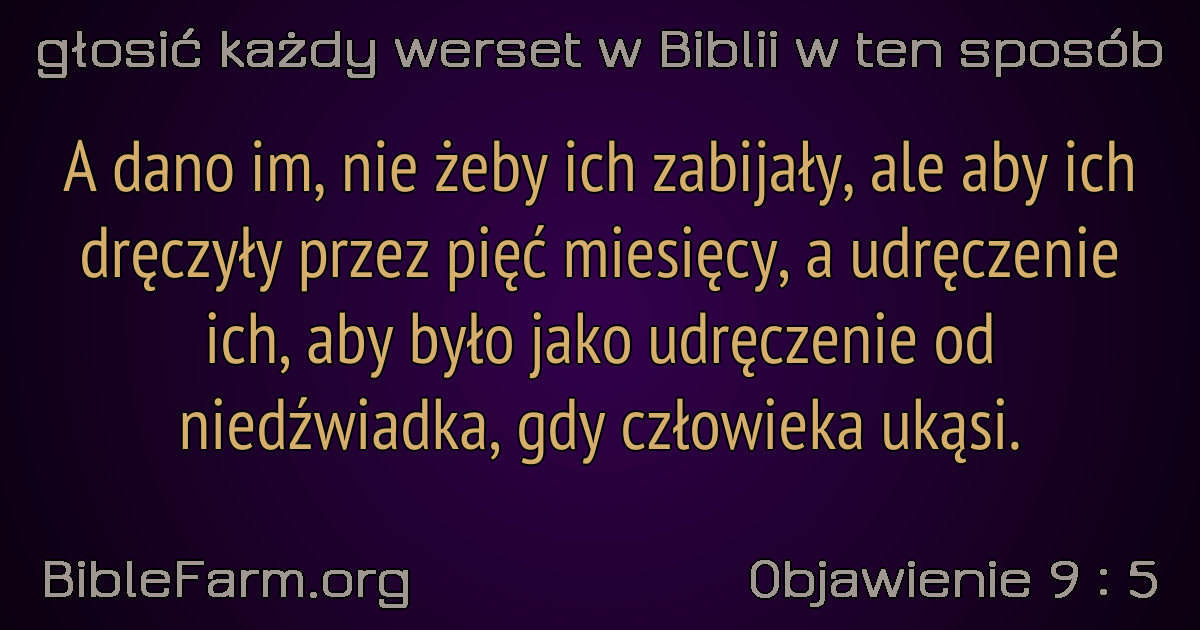 głosić każdy werset w Biblii w ten sposób
A dano im, nie żeby ich zabijały, ale aby ich
dręczyły przez pięć miesięcy, a udręczenie
ich, aby było jako udręczenie od
niedźwiadka, gdy człowieka ukąsi.
BibleFarm.org
Objawienie 9 : 5